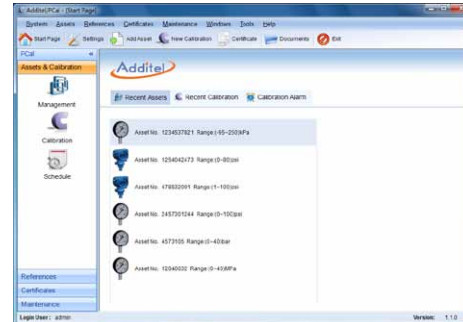 Additel/PCal - [Start Page]
System Assets References Certificates Maintenance Windows Tools Help
Start Page Settings Add Asset New Calibration Certificate Documents Exit
PCal «
Assets & Calibration
Management
Calibration
Schedule
References
Certificates
Maintenance
Additel
Recent Assets Recent Calibration Calibration Alarm
Asset No. 1234537821 Range:(-95~250)kPa
Asset No. 1254042473 Range:(0~80)psi
Asset No. 478632091 Range:(1~100)psi
Asset No. 2457301244 Range:(0~100)psi
Asset No. 4573105 Range:(0~40)bar
Asset No. 12040032 Range:(0~40)MPa
Login User: admin Version: 1.1.0